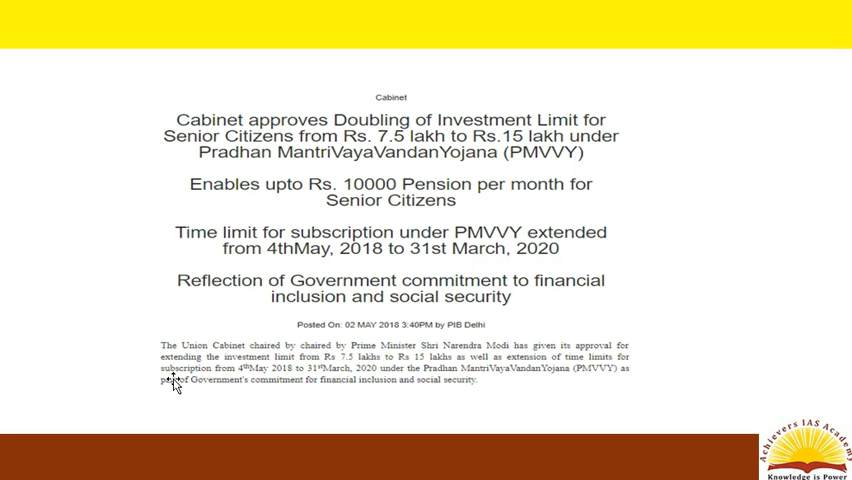 Cabinet
Cabinet approves Doubling of Investment Limit for
Senior Citizens from Rs. 7.5 lakh to Rs.15 lakh under
Pradhan MantriVayaVandanYojana (PMVVY)
Enables upto Rs. 10000 Pension per month for
Senior Citizens
Time limit for subscription under PMVVY extended
from 4thMay, 2018 to 31st March, 2020
Reflection of Government commitment to financial
inclusion and social security
Posted On: 02 MAY 2018 3:40PM by PIB Delhi
The Union Cabinet chaired by chaired by Prime Minister Shri Narendra Modi has given its approval for
extending the investment limit from Rs 7.5 lakhs to Rs 15 lakhs as well as extension of time limits for
subscription from 4thMay 2018 to 31stMarch, 2020 under the Pradhan MantriVayaVandanYojana (PMVVY) as
part of Government's commitment for financial inclusion and social security.
Achievers IAS Academy
Knowledge is Power